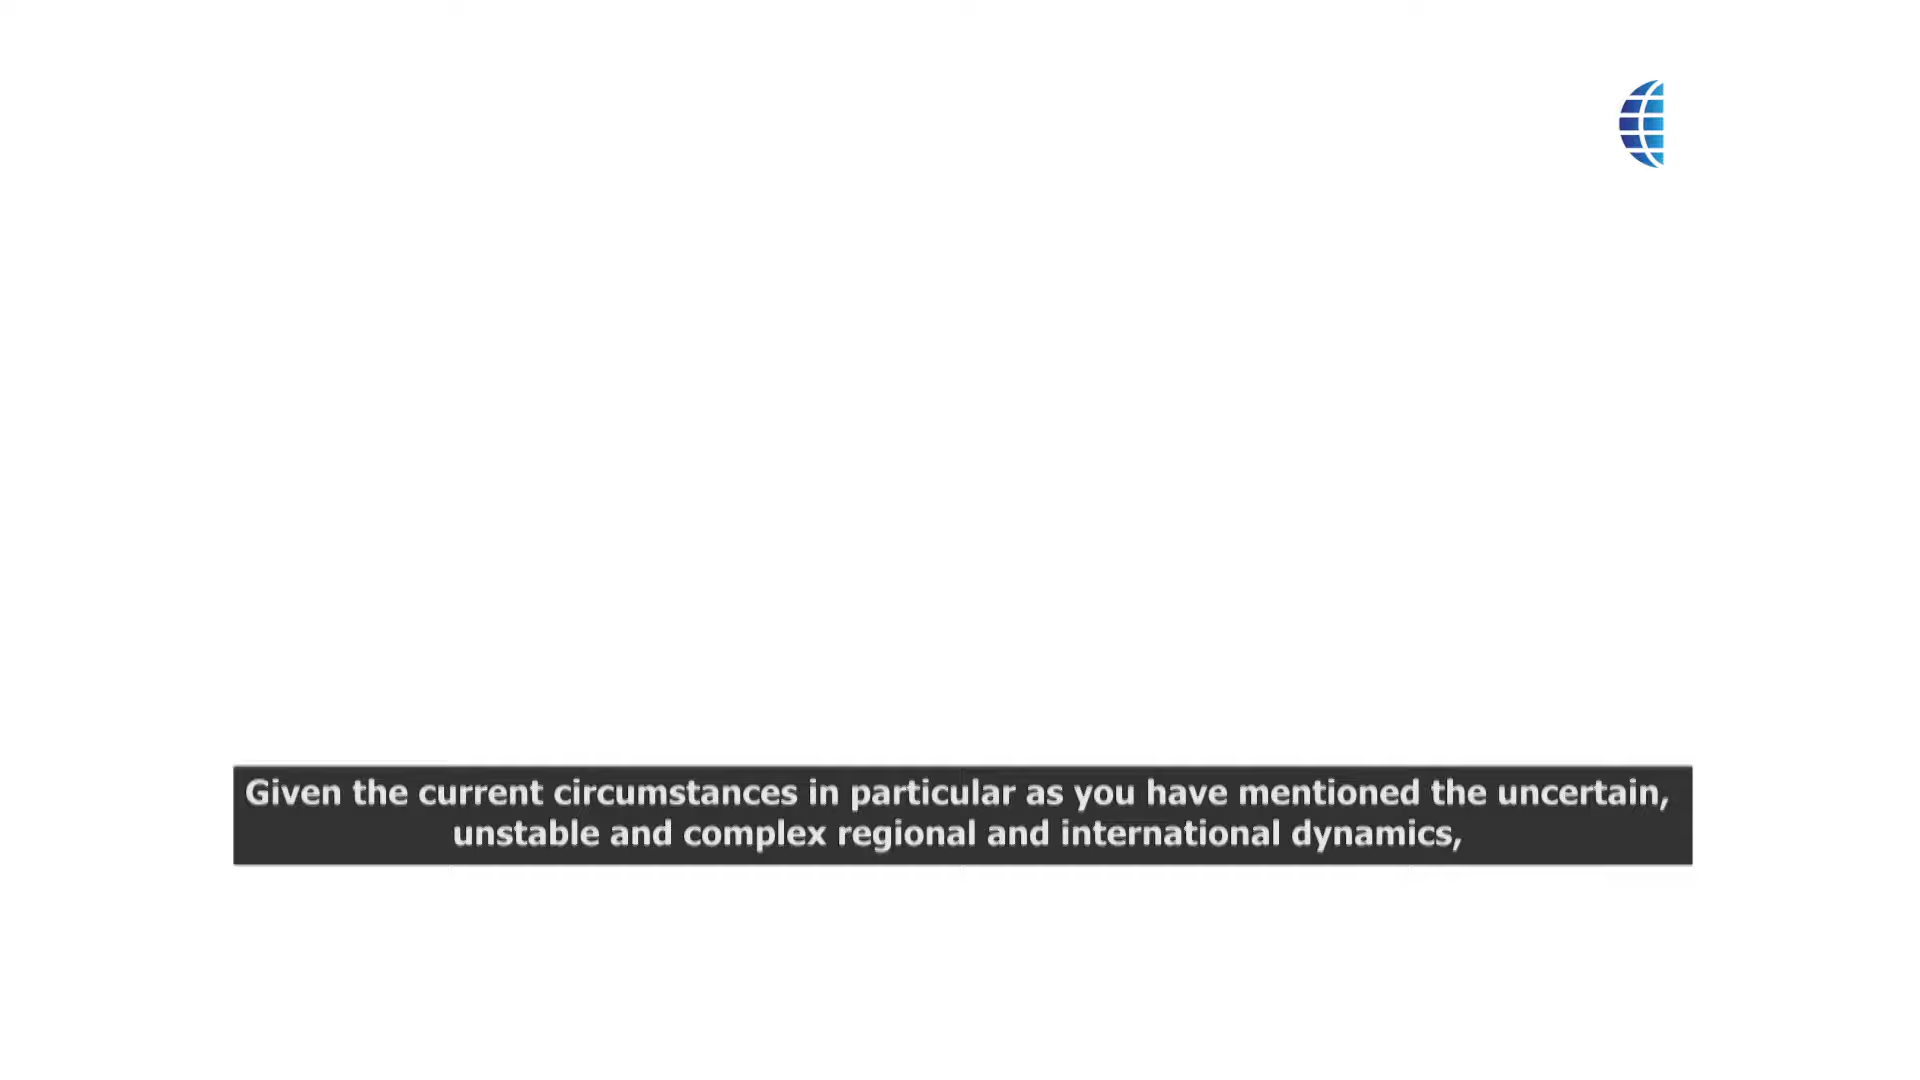 Given the current circumstances in particular as you have mentioned the uncertain,
unstable and complex regional and international dynamics,